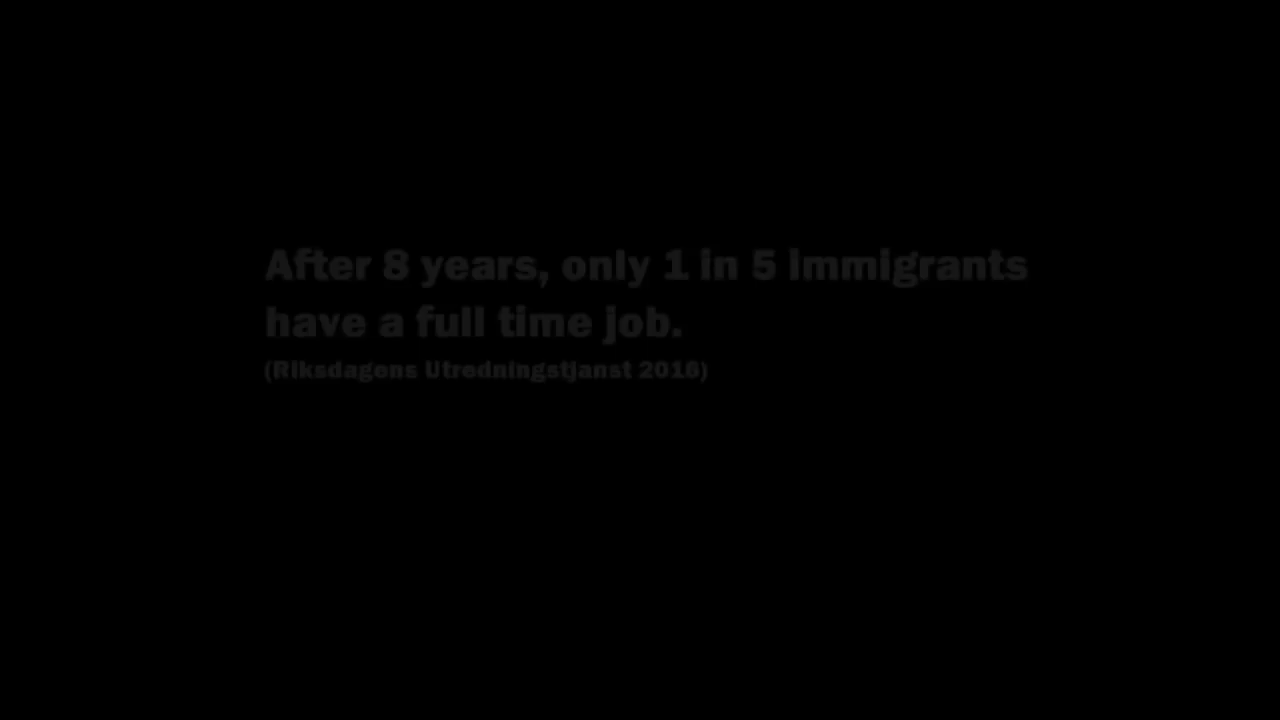 After 8 years, only 1 in 5 immigrants
have a full time job.
(Riksdagens Utredningstjanst 2016)